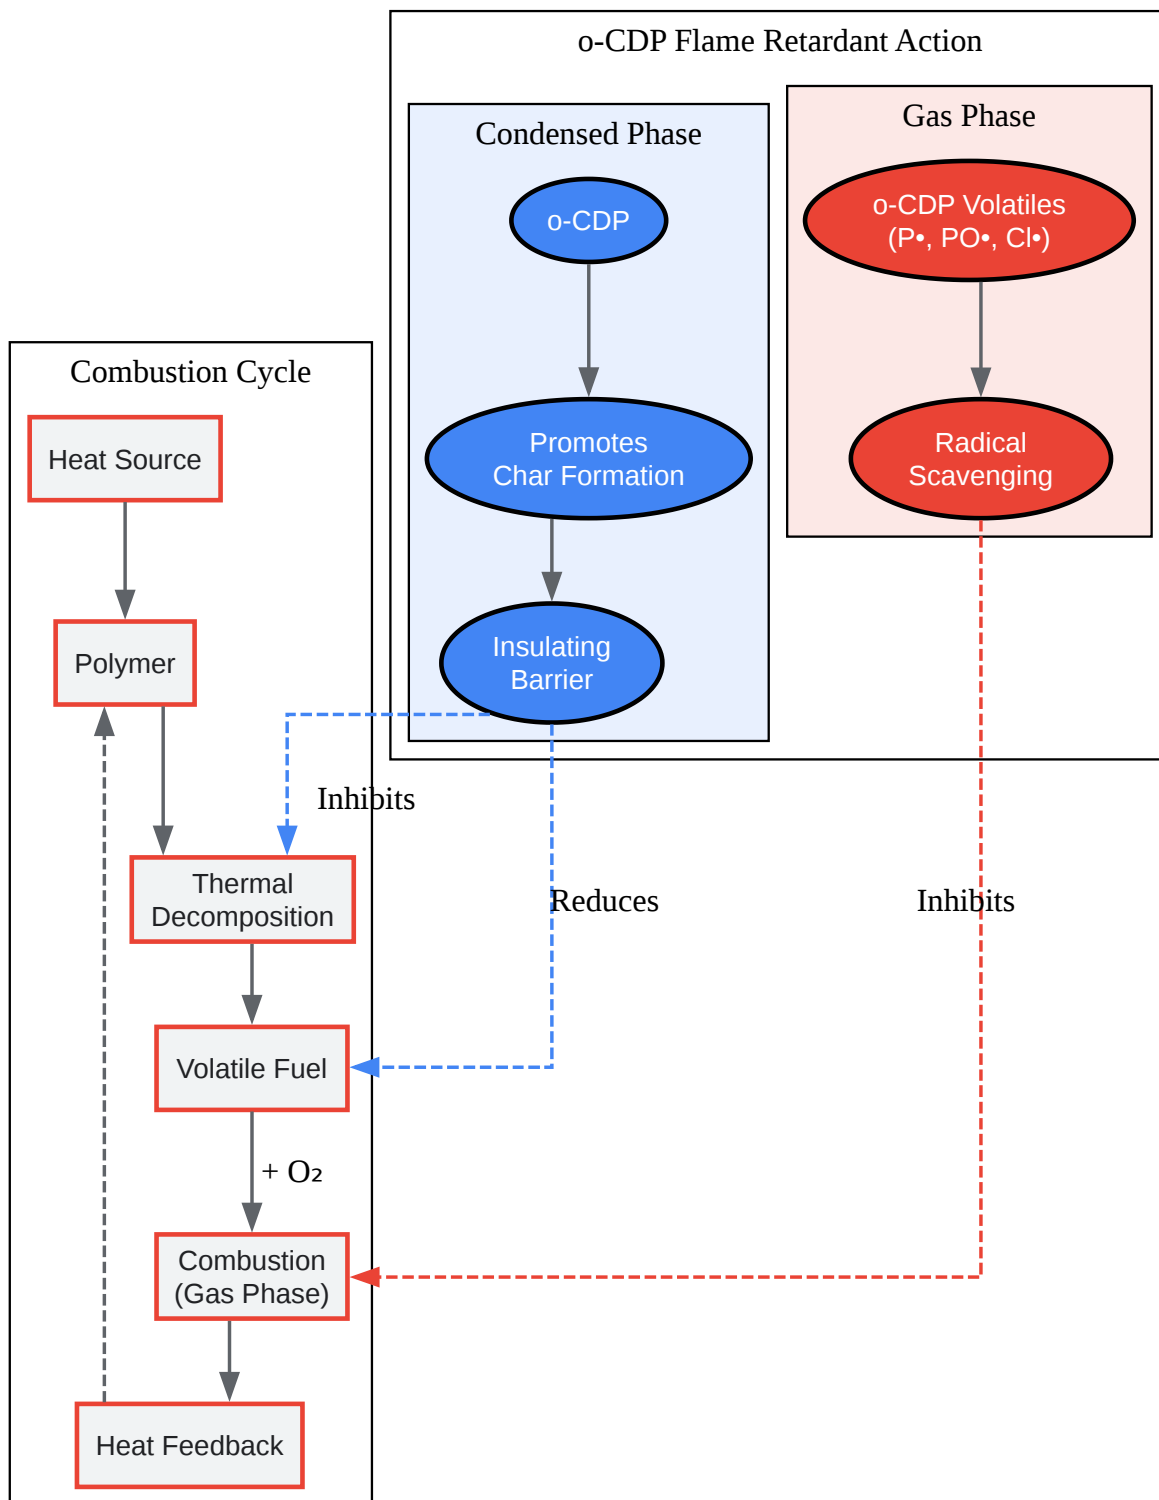 o-CDP Flame Retardant Action
Condensed Phase
o-CDP
Promotes
Char Formation
Insulating
Barrier
Gas Phase
o-CDP Volatiles
(P•, PO•, Cl•)
Radical
Scavenging
Combustion Cycle
Heat Source
Polymer
Inhibits
Thermal
Decomposition
Reduces
Inhibits
Volatile Fuel
+ O₂
Combustion
(Gas Phase)
Heat Feedback